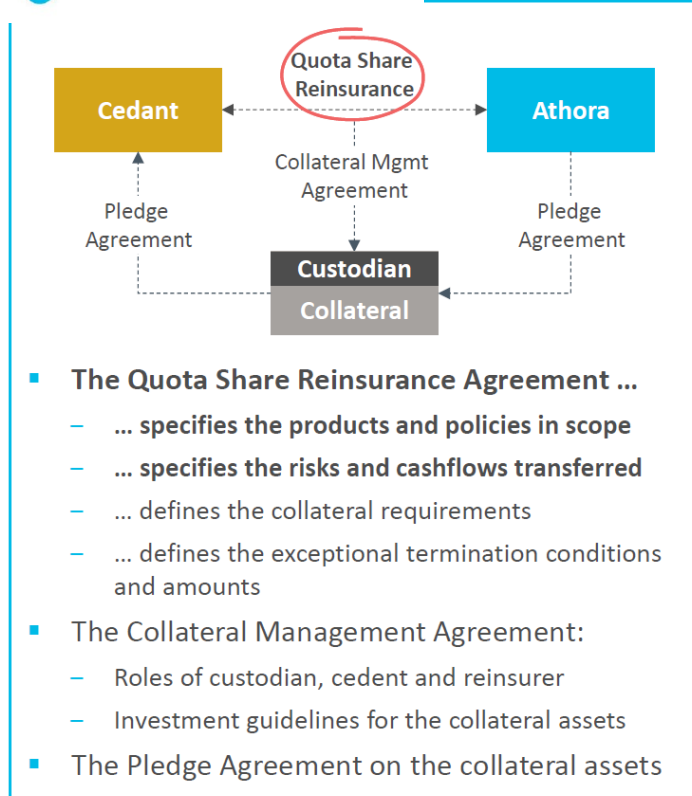 Quota Share
Reinsurance
Cedant
Athora
Collateral Mgmt
Agreement
Pledge
Agreement
Pledge
Agreement
Custodian
Collateral
▪ The Quota Share Reinsurance Agreement ...
– ... specifies the products and policies in scope
– ... specifies the risks and cashflows transferred
– ... defines the collateral requirements
– ... defines the exceptional termination conditions
and amounts
▪ The Collateral Management Agreement:
– Roles of custodian, cedent and reinsurer
– Investment guidelines for the collateral assets
▪ The Pledge Agreement on the collateral assets